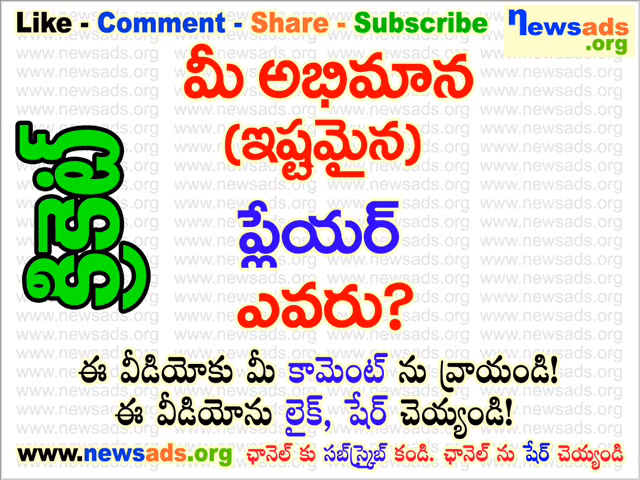 Like - Comment - Share - Subscribe
newsads
.org
మీ అభిమాన
(ఇష్టమైన)
క్రికెట్
ప్లేయర్
ఎవరు?
ఈ వీడియోకు మీ కామెంట్ ను వ్రాయండి!
ఈ వీడియోను లైక్, షేర్ చెయ్యండి!
www.newsads.org ఛానెల్ కు సబ్‌స్క్రైబ్ కండి. ఛానెల్ ను షేర్ చెయ్యండి